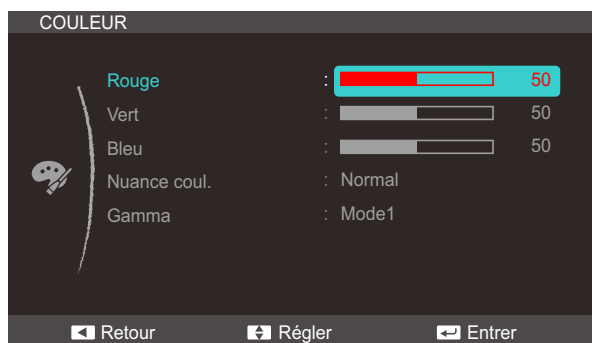 COULEUR
Rouge : 50
Vert : 50
Bleu : 50
Nuance coul. : Normal
Gamma : Mode1
Retour Régler Entrer